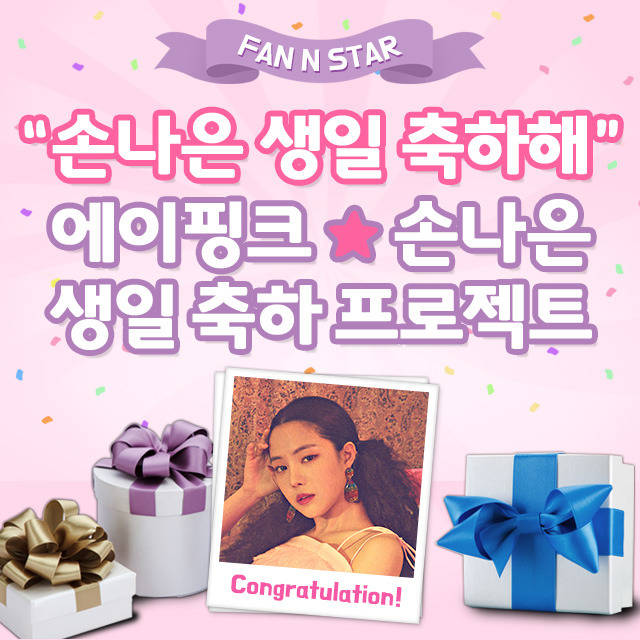 FAN N STAR
"손나은 생일 축하해"
에이핑크 ★ 손나은
생일 축하 프로젝트
Congratulation!